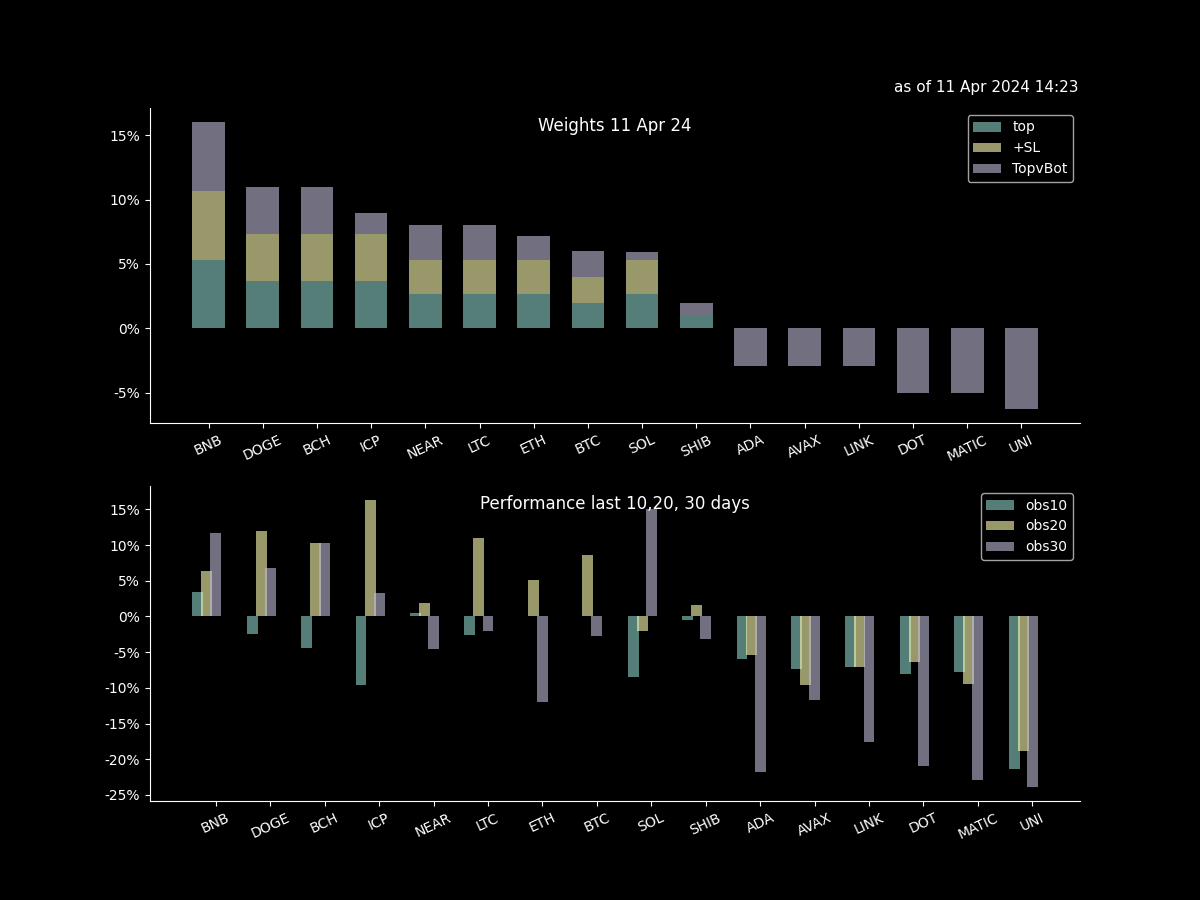 as of 11 Apr 2024 14:23
Weights 11 Apr 24
top
+SL
TopvBot
15%
10%
5%
0%
-5%
BNB DOGE BCH ICP NEAR LTC ETH BTC SOL SHIB ADA AVAX LINK DOT MATIC UNI
Performance last 10,20, 30 days
obs10
obs20
obs30
15%
10%
5%
0%
-5%
-10%
-15%
-20%
-25%
BNB DOGE BCH ICP NEAR LTC ETH BTC SOL SHIB ADA AVAX LINK DOT MATIC UNI